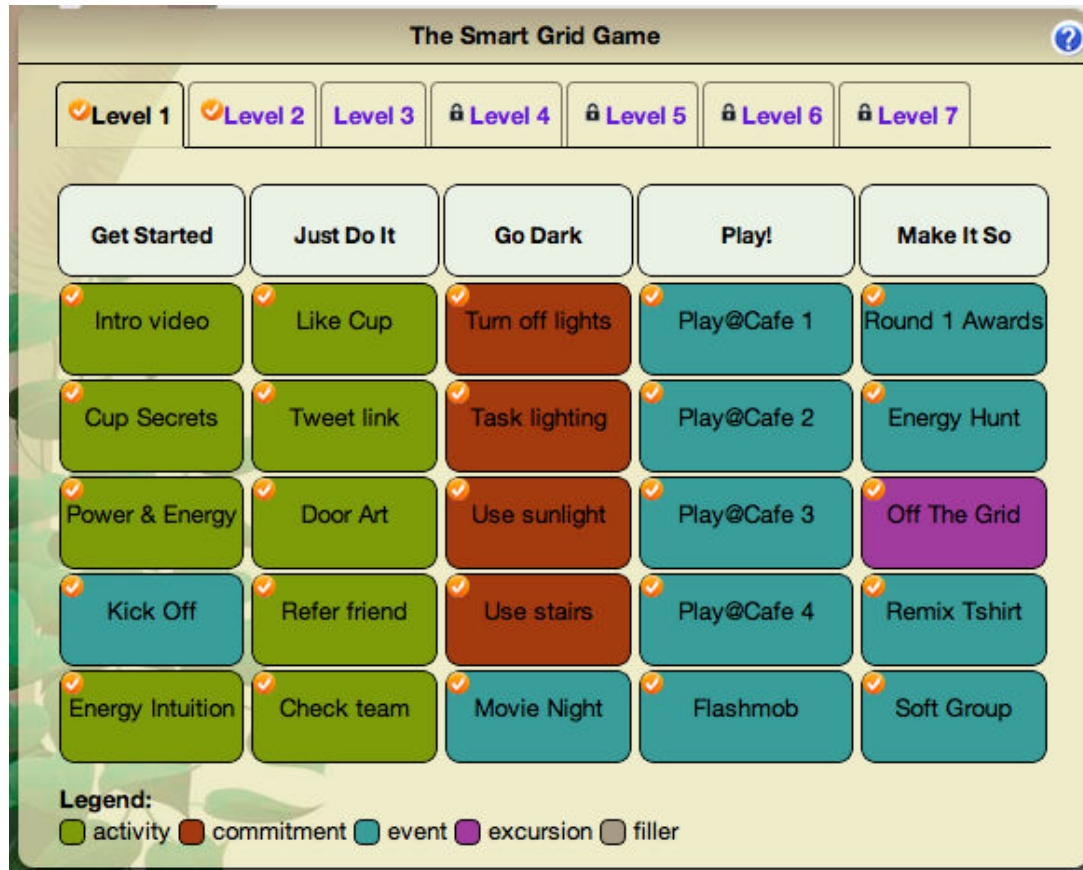 The Smart Grid Game
?
Level 1 Level 2 Level 3 Level 4 Level 5 Level 6 Level 7
Get Started Just Do It Go Dark Play! Make It So
Intro video Like Cup Turn off lights Play@Cafe 1 Round 1 Awards
Cup Secrets Tweet link Task lighting Play@Cafe 2 Energy Hunt
Power & Energy Door Art Use sunlight Play@Cafe 3 Off The Grid
Kick Off Refer friend Use stairs Play@Cafe 4 Remix Tshirt
Energy Intuition Check team Movie Night Flashmob Soft Group
Legend:
activity commitment event excursion filler